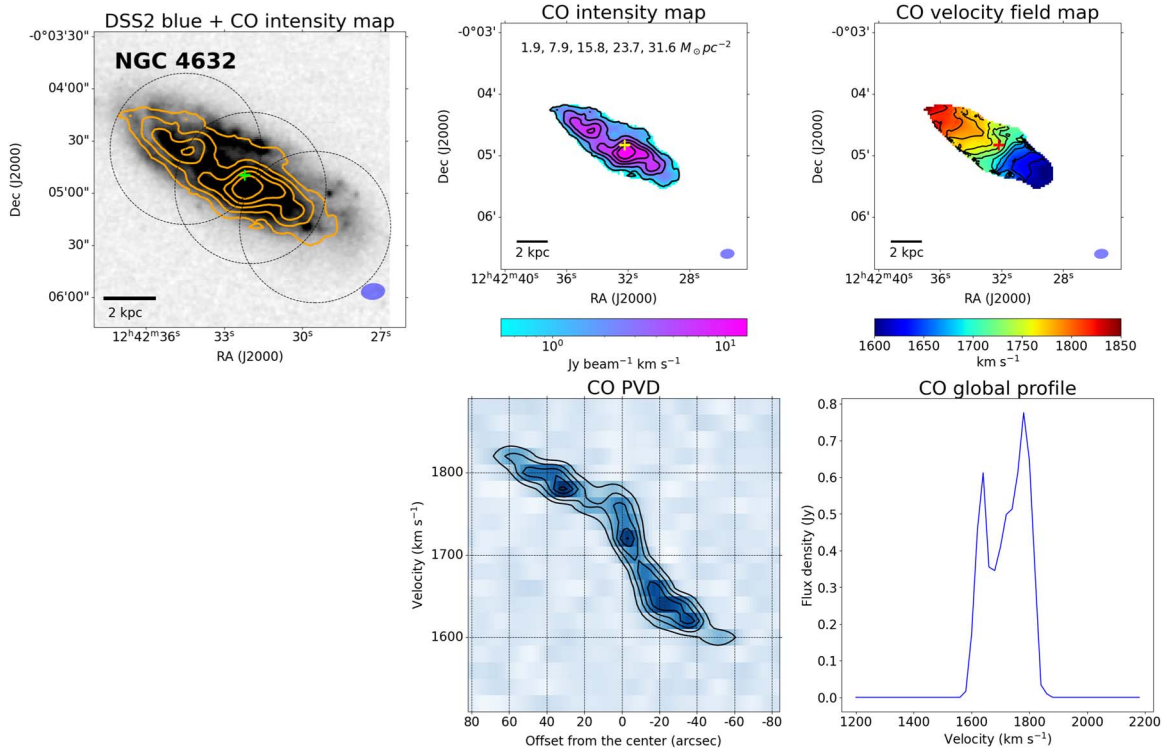 DSS2 blue + CO intensity map
NGC 4632
-0°03'30"
04'00"
30"
05'00"
30"
06'00"
Dec (J2000)
2 kpc
12ʰ42ᵐ36ˢ
33ˢ
30ˢ
27ˢ
RA (J2000)
CO intensity map
1.9, 7.9, 15.8, 23.7, 31.6 M⊙pc⁻²
-0°03'
04'
05'
06'
Dec (J2000)
2 kpc
12ʰ42ᵐ40ˢ
36ˢ
32ˢ
28ˢ
RA (J2000)
10⁰
10¹
Jy beam⁻¹ km s⁻¹
CO velocity field map
-0°03'
04'
05'
06'
Dec (J2000)
2 kpc
12ʰ42ᵐ40ˢ
36ˢ
32ˢ
28ˢ
RA (J2000)
1600 1650 1700 1750 1800 1850
km s⁻¹
CO PVD
1800
1700
1600
Velocity (km s⁻¹)
80 60 40 20 0 -20 -40 -60 -80
Offset from the center (arcsec)
CO global profile
0.8
0.7
0.6
0.5
0.4
0.3
0.2
0.1
0.0
Flux density (Jy)
1200 1400 1600 1800 2000 2200
Velocity (km s⁻¹)